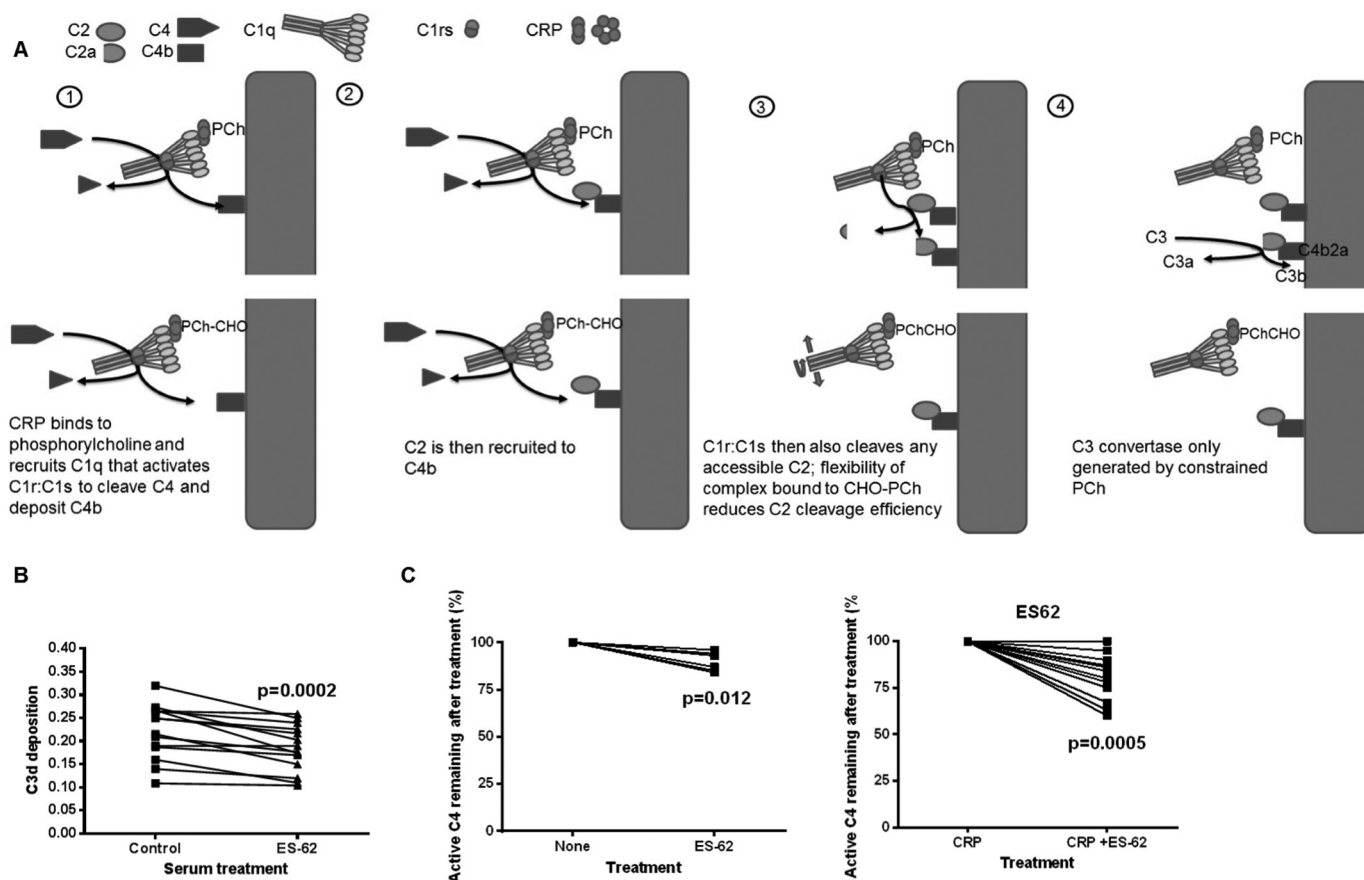 A
C2
C4
C1q
C1rs
CRP
C2a
C4b
1
PCh
2
PCh
3
PCh
4
PCh
C3
C3a
C4b2a
C3b
PCh-CHO
PCh-CHO
PChCHO
PChCHO
CRP binds to
phosphorylcholine and
recruits C1q that activates
C1r:C1s to cleave C4 and
deposit C4b
C2 is then recruited to
C4b
C1r:C1s then also cleaves any
accessible C2; flexibility of
complex bound to CHO-PCh
reduces C2 cleavage efficiency
C3 convertase only
generated by constrained
PCh
B
C3d deposition
0.40
0.35
0.30
0.25
0.20
0.15
0.10
0.05
0.00
p=0.0002
Control
ES-62
Serum treatment
C
Active C4 remaining after treatment (%)
100
75
50
25
0
p=0.012
None
ES-62
Treatment
ES62
Active C4 remaining after treatment (%
100
75
50
25
0
p=0.0005
CRP
CRP +ES-62
Treatment